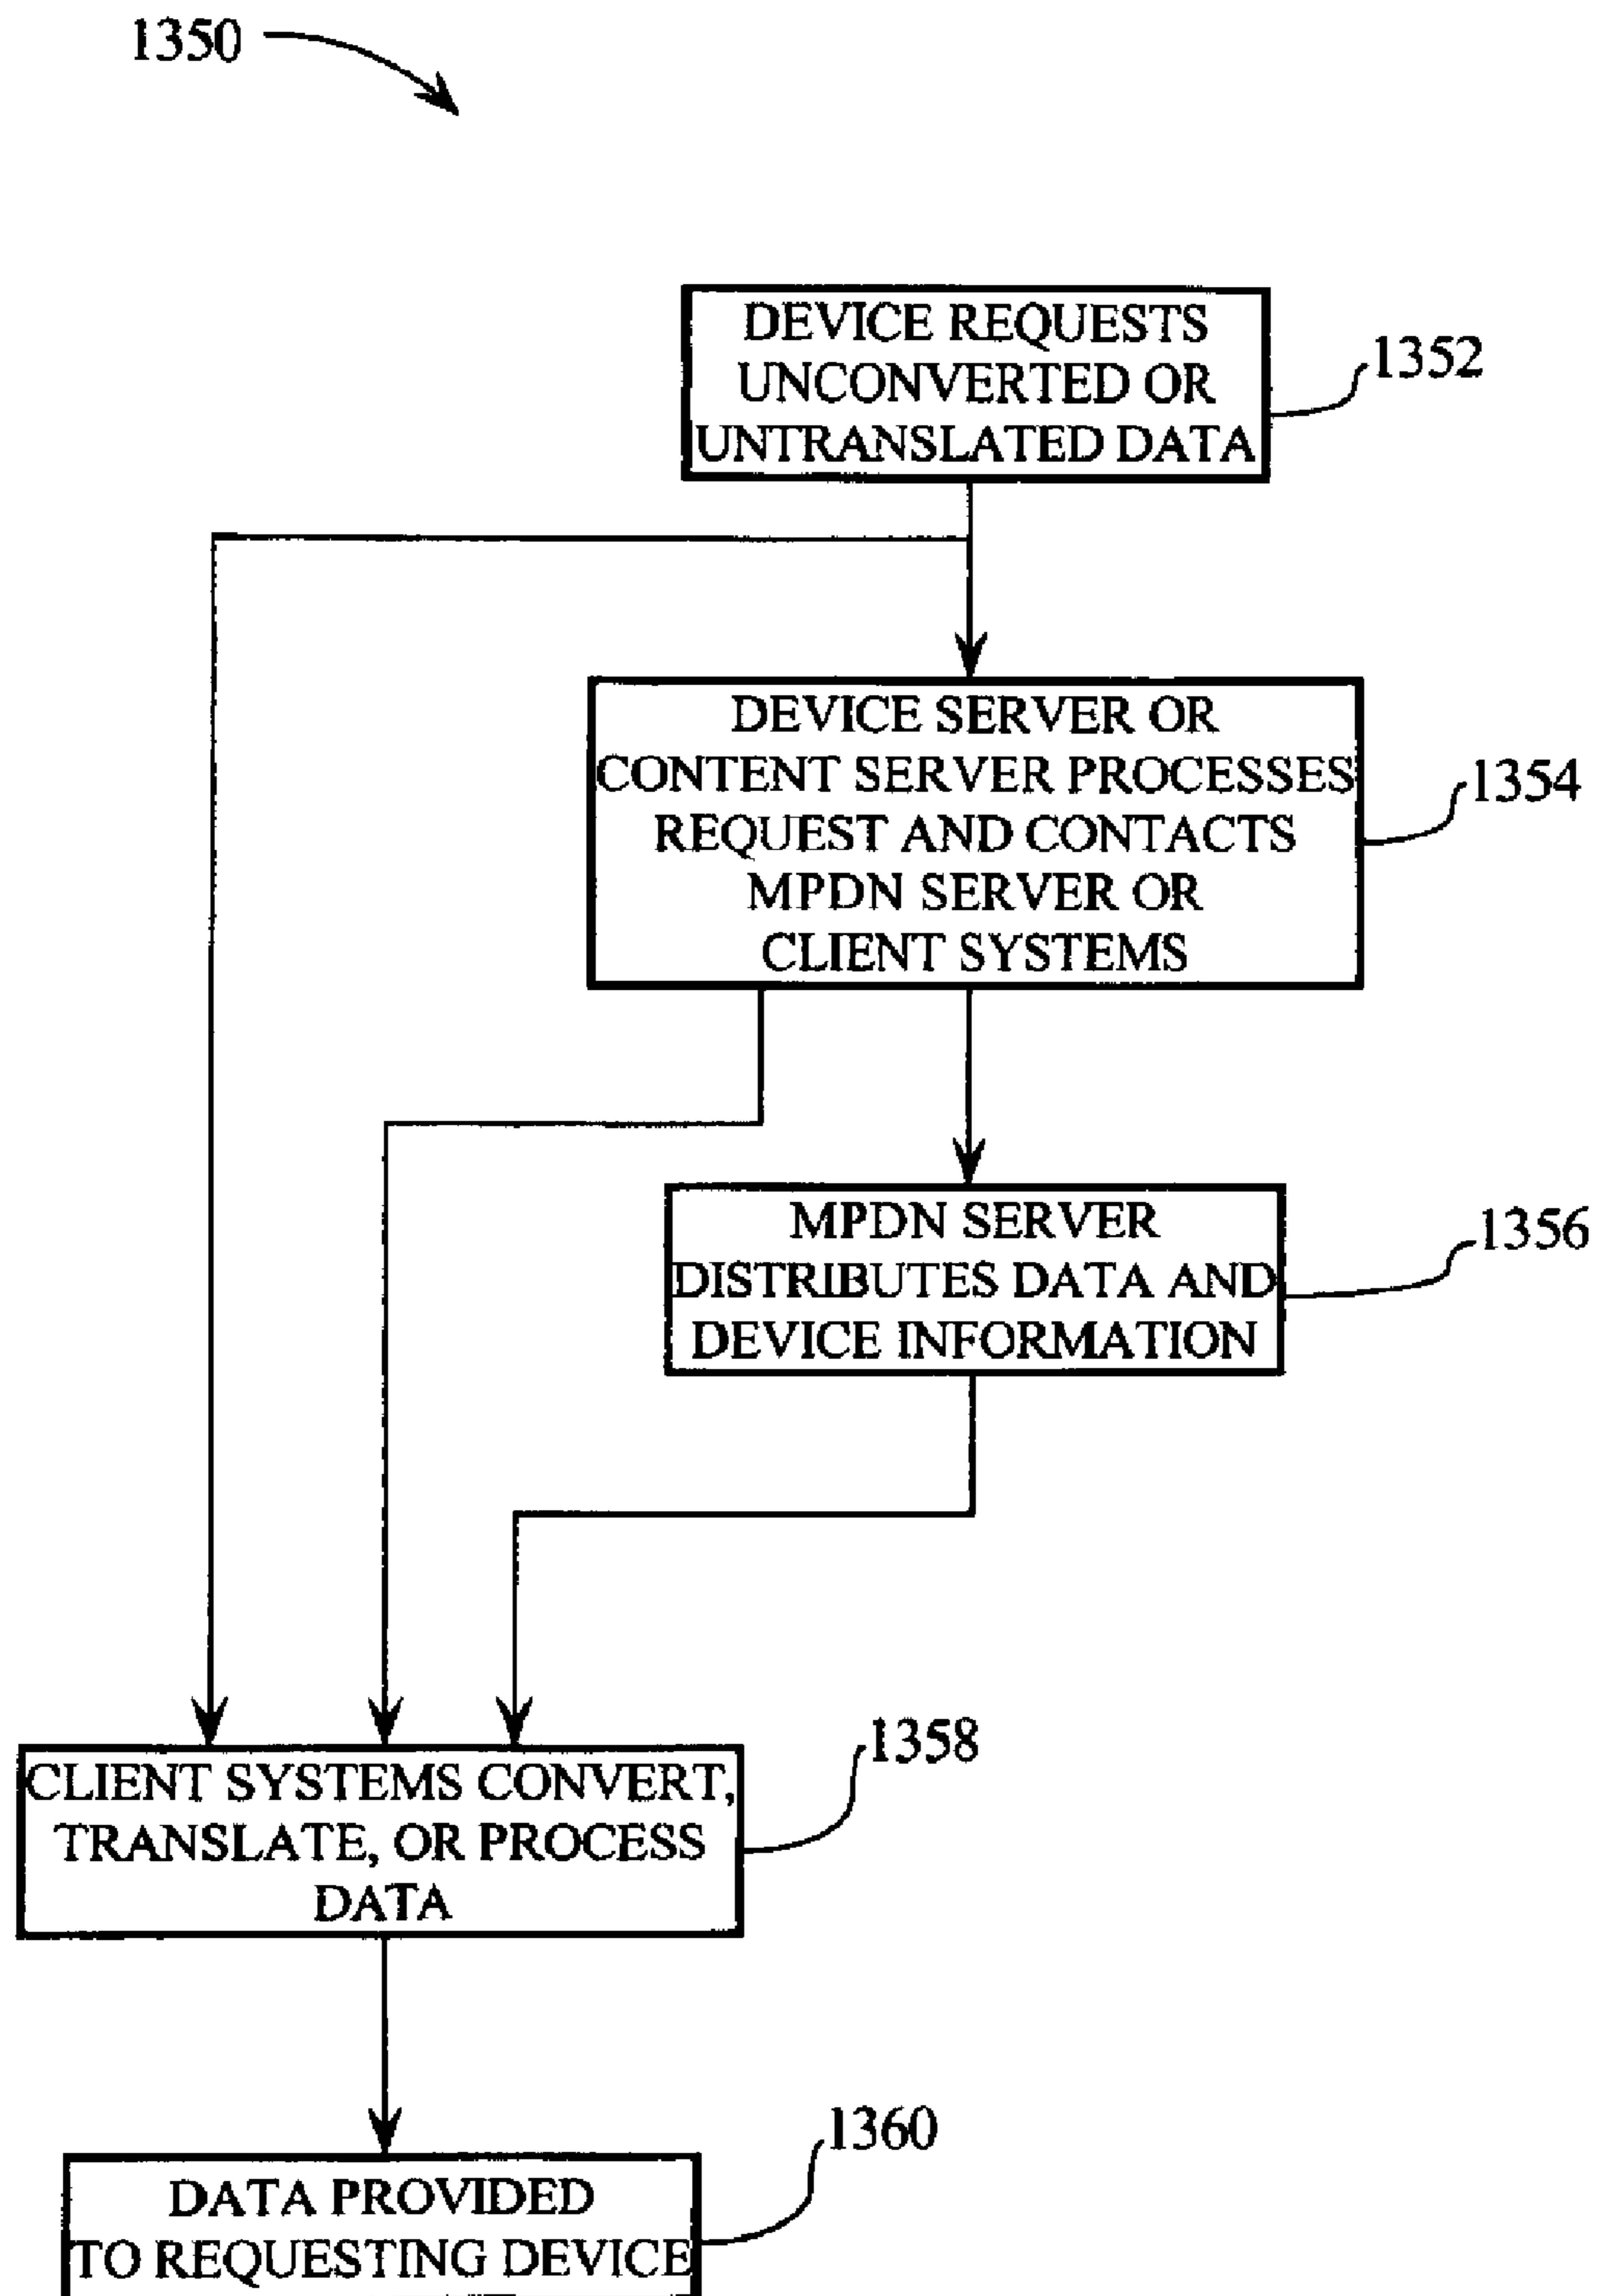 1350
DEVICE REQUESTS
UNCONVERTED OR
UNTRANSLATED DATA
1352
DEVICE SERVER OR
CONTENT SERVER PROCESSES
REQUEST AND CONTACTS
MPDN SERVER OR
CLIENT SYSTEMS
1354
MPDN SERVER
DISTRIBUTES DATA AND
DEVICE INFORMATION
1356
CLIENT SYSTEMS CONVERT,
TRANSLATE, OR PROCESS
DATA
1358
DATA PROVIDED
TO REQUESTING DEVICE
1360